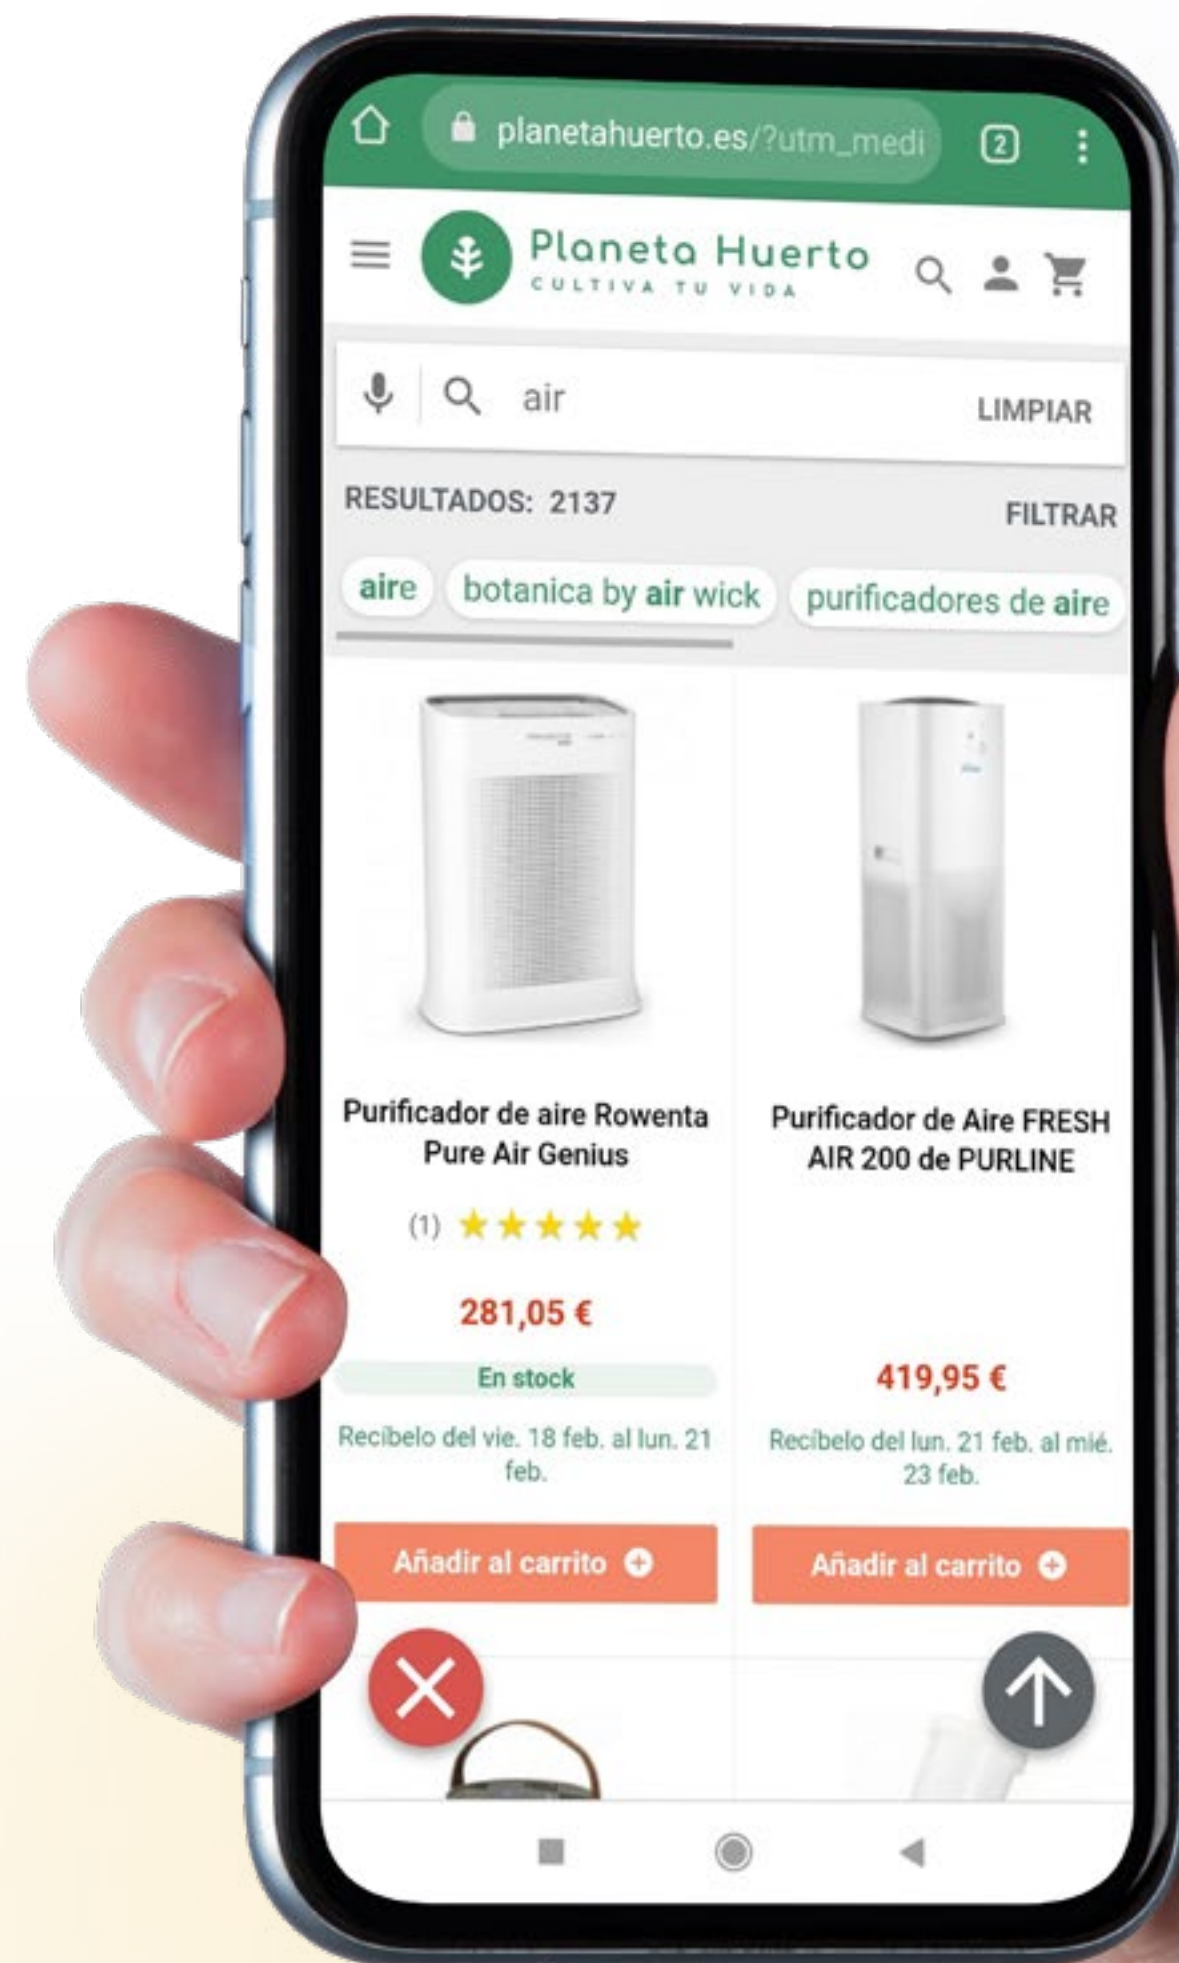 planetahuerto.es/?utm_medi
2
Planeta Huerto
CULTIVA TU VIDA
air
LIMPIAR
RESULTADOS: 2137
FILTRAR
aire
botanica by air wick
purificadores de aire
Purificador de aire Rowenta
Pure Air Genius
(1)
281,05 €
En stock
Recíbelo del vie. 18 feb. al lun. 21
feb.
Añadir al carrito
Purificador de Aire FRESH
AIR 200 de PURLINE
419,95 €
Recíbelo del lun. 21 feb. al mié.
23 feb.
Añadir al carrito